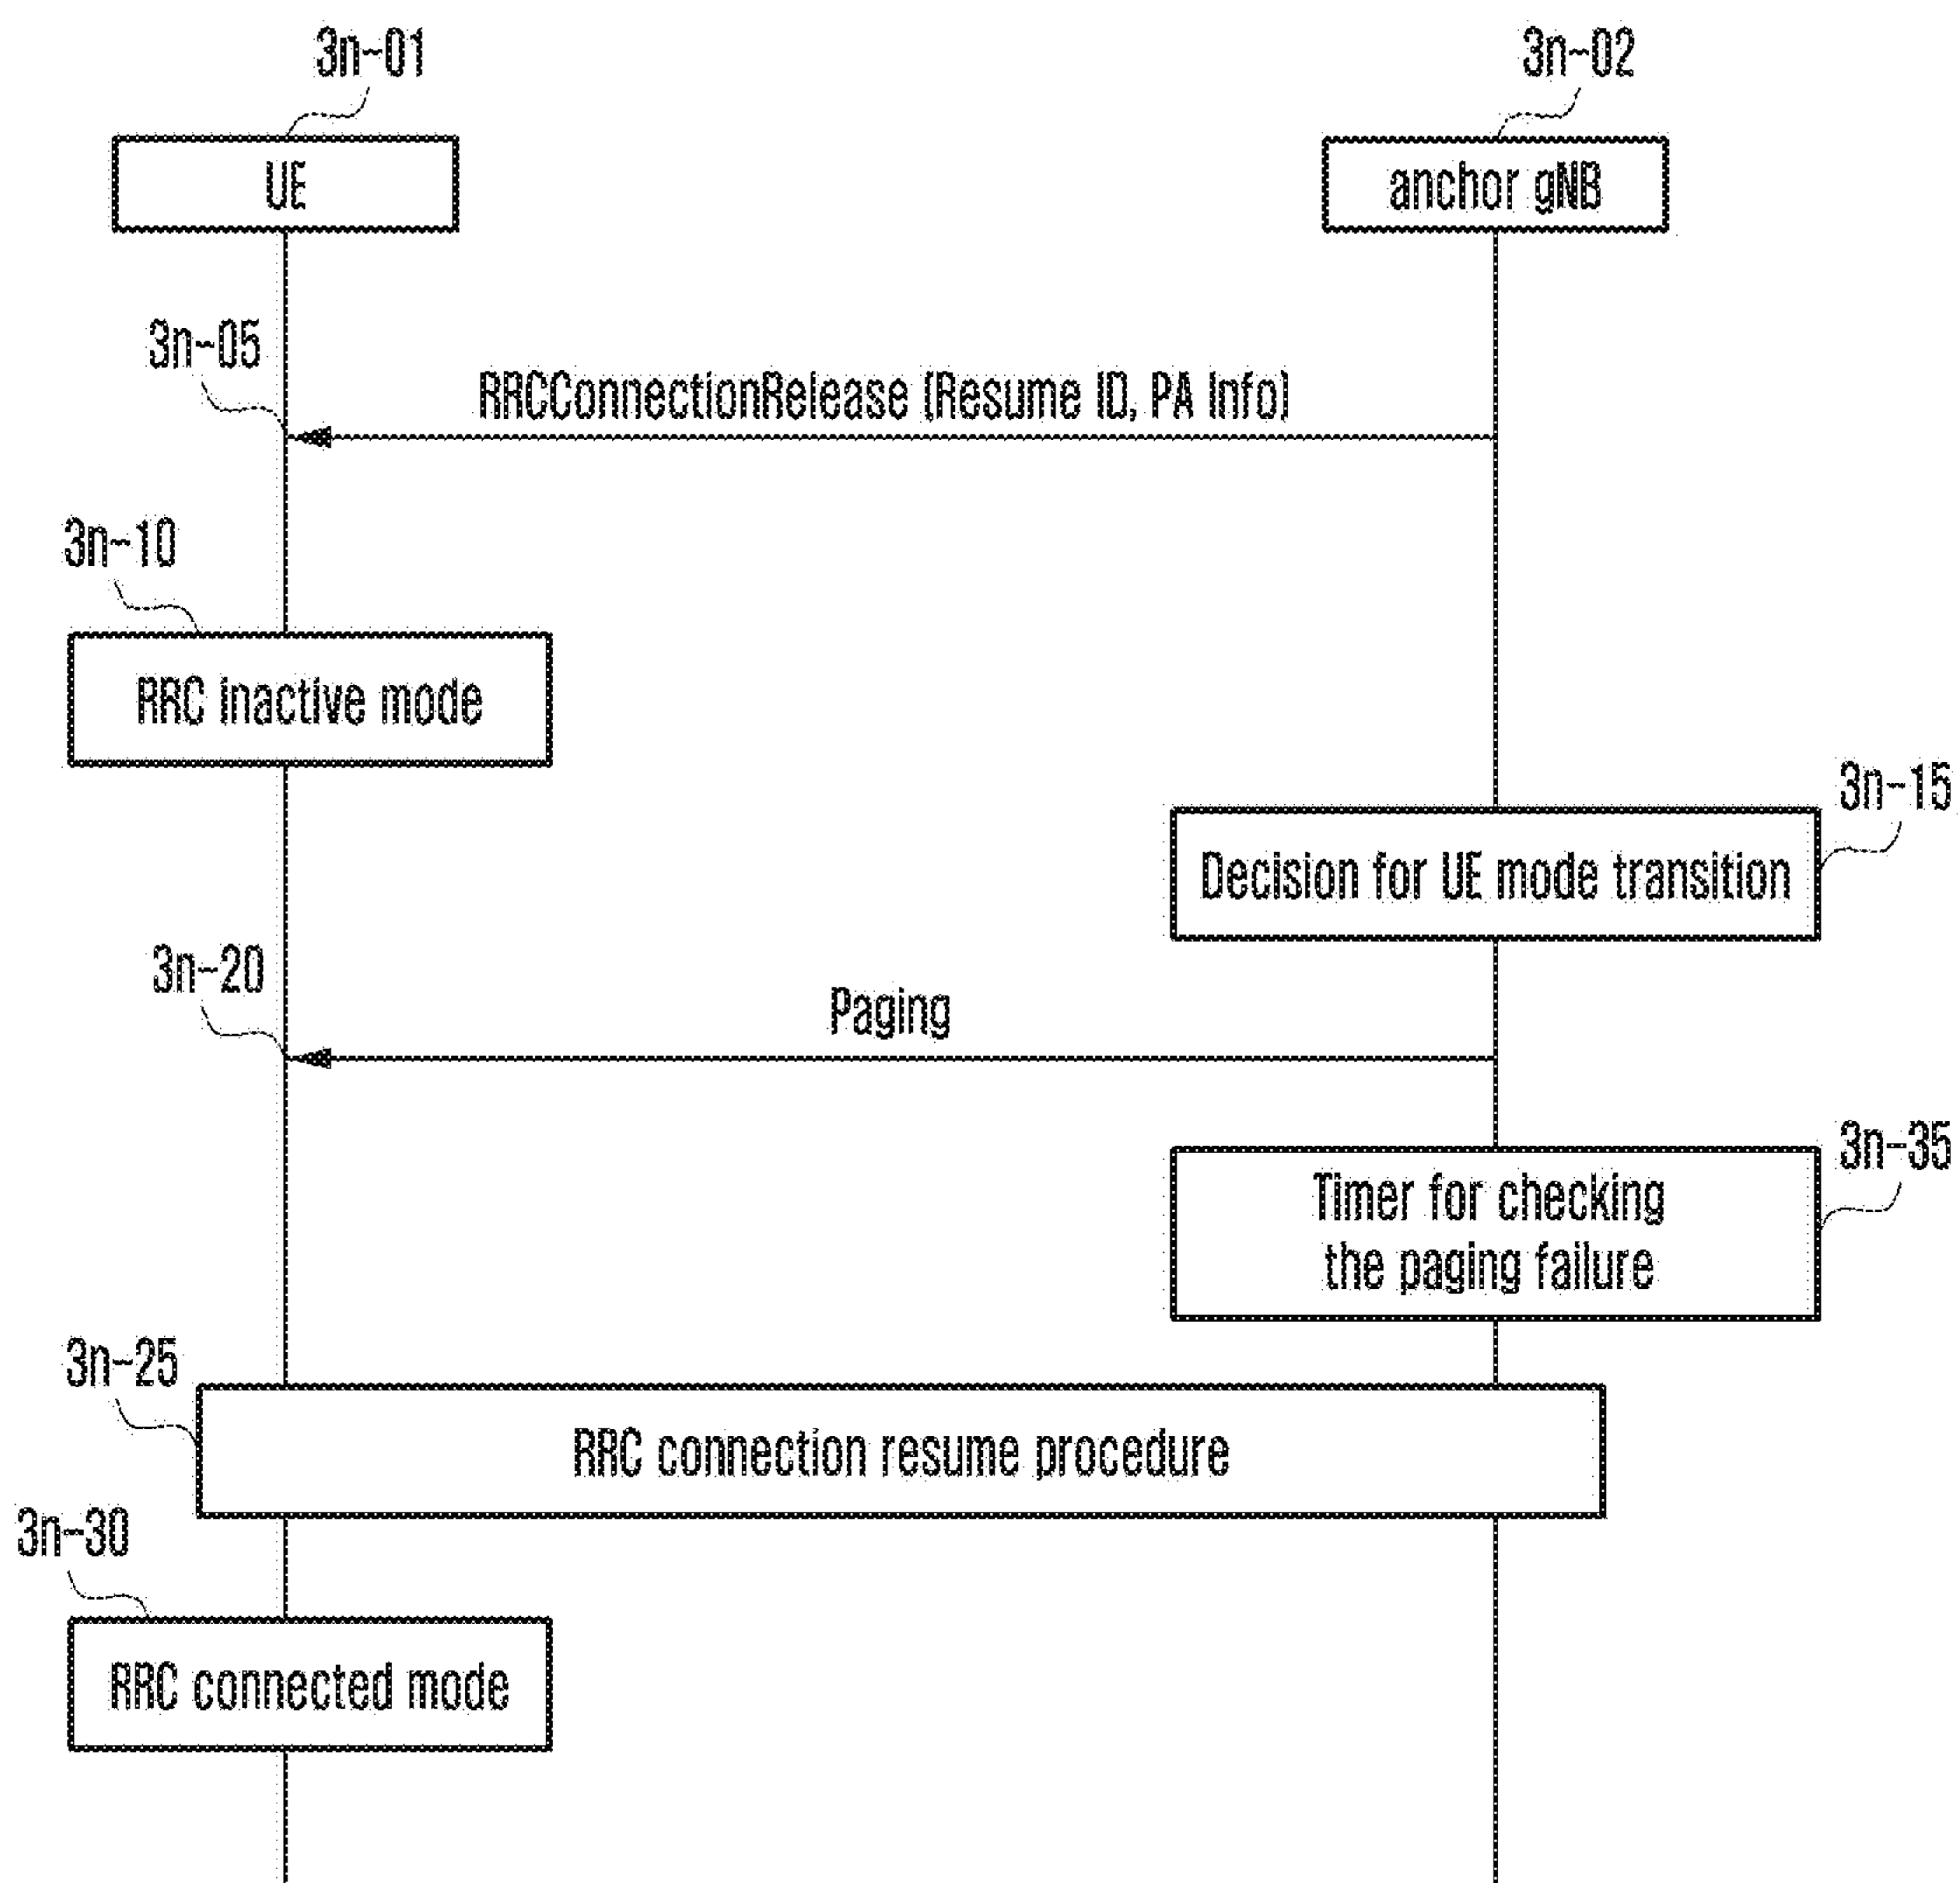 3n-01
3n-02
UE
anchor gNB
3n-05
RRCConnectionRelease (Resume ID, PA Info)
3n-10
RRC inactive mode
3n-15
Decision for UE mode transition
3n-20
Paging
3n-35
Timer for checking
the paging failure
3n-25
RRC connection resume procedure
3n-30
RRC connected mode